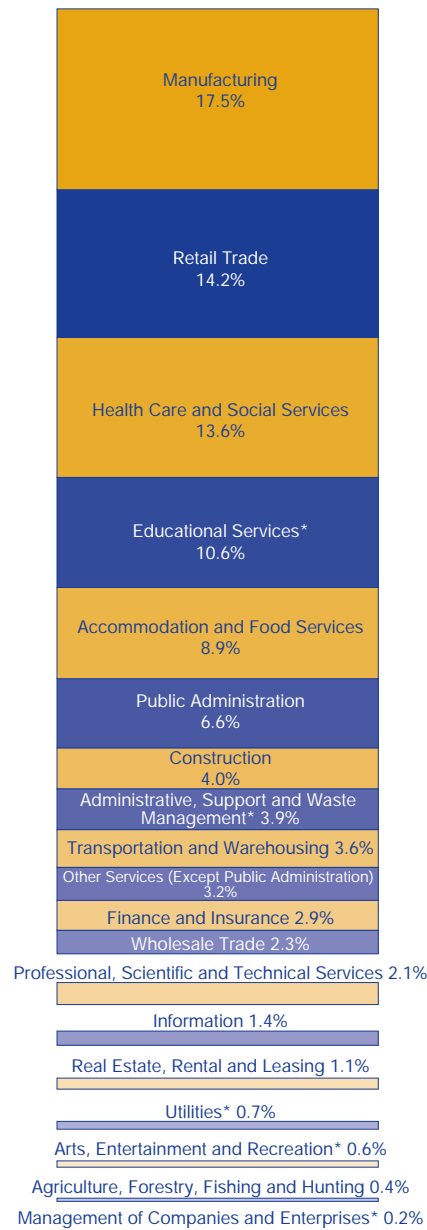 Manufacturing
17.5%
Retail Trade
14.2%
Health Care and Social Services
13.6%
Educational Services*
10.6%
Accommodation and Food Services
8.9%
Public Administration
6.6%
Construction
4.0%
Administrative, Support and Waste
Management* 3.9%
Transportation and Warehousing 3.6%
Other Services (Except Public Administration)
3.2%
Finance and Insurance 2.9%
Wholesale Trade 2.3%
Professional, Scientific and Technical Services 2.1%
Information 1.4%
Real Estate, Rental and Leasing 1.1%
Utilities* 0.7%
Arts, Entertainment and Recreation* 0.6%
Agriculture, Forestry, Fishing and Hunting 0.4%
Management of Companies and Enterprises* 0.2%